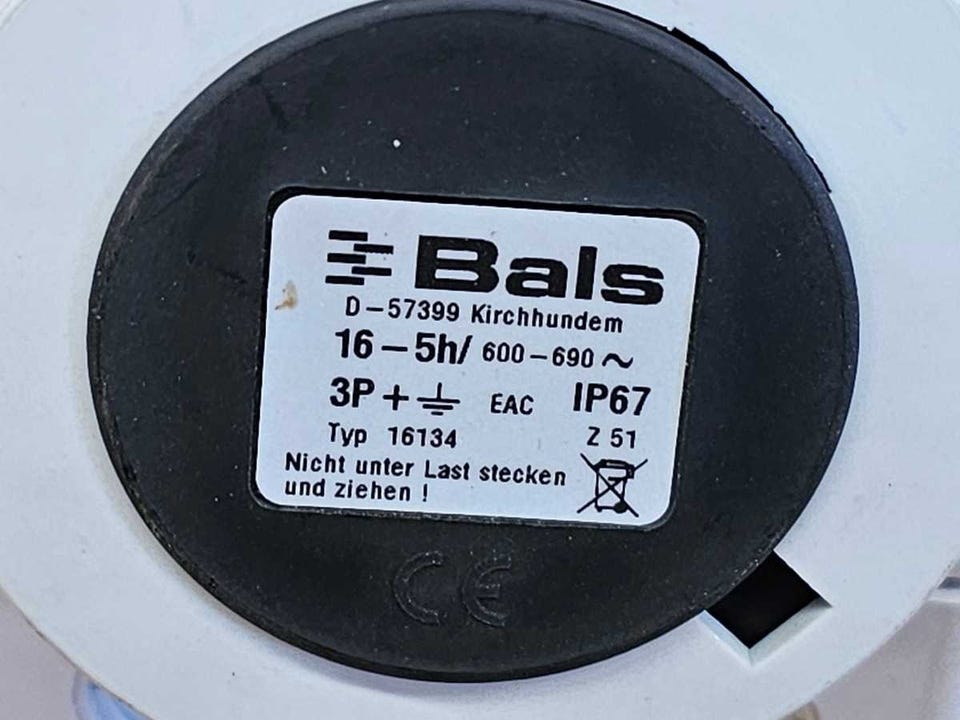 Bals
D-57399 Kirchhundem
16-5h/ 600-690 ~
3P+⏚ EAC IP67
Typ 16134 Z 51
Nicht unter Last stecken
und ziehen !
CE